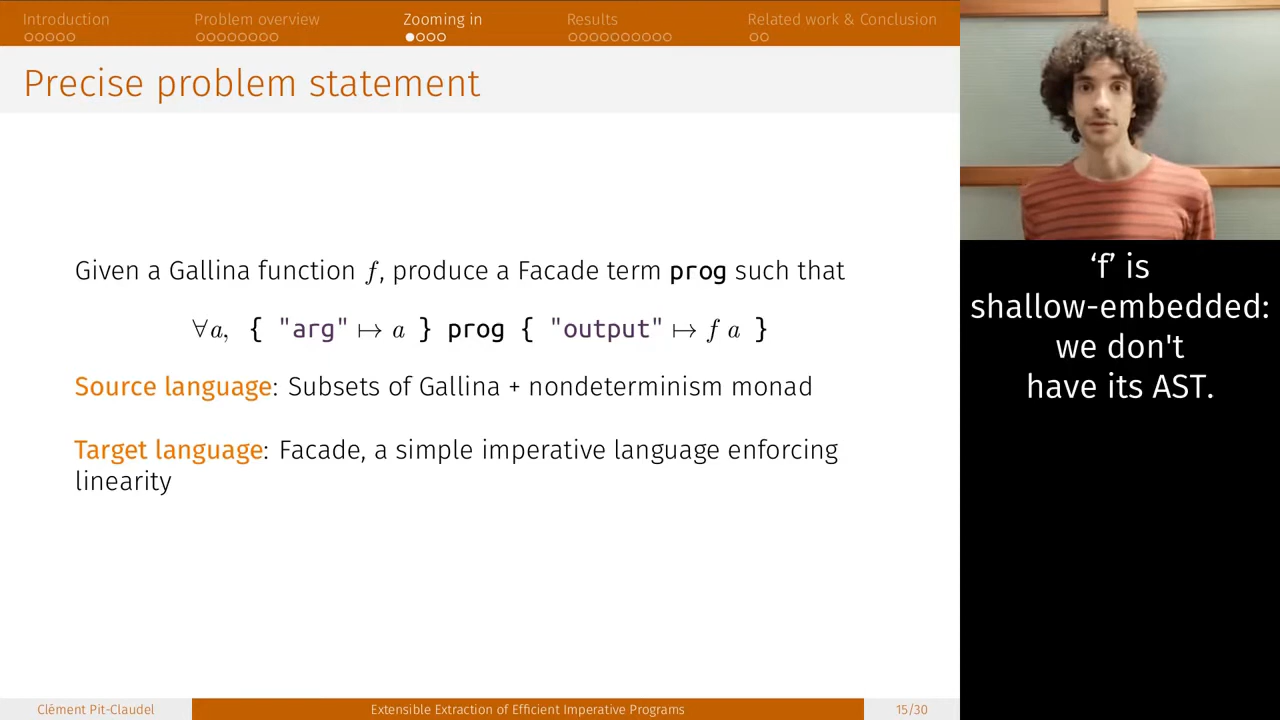 Introduction Problem overview Zooming in Results Related work & Conclusion
Precise problem statement
Given a Gallina function f, produce a Facade term prog such that
∀a, { "arg" ↦ a } prog { "output" ↦ f a }
Source language: Subsets of Gallina + nondeterminism monad
Target language: Facade, a simple imperative language enforcing
linearity
‘f’ is
shallow-embedded:
we don't
have its AST.
Clément Pit-Claudel Extensible Extraction of Efficient Imperative Programs 15/30